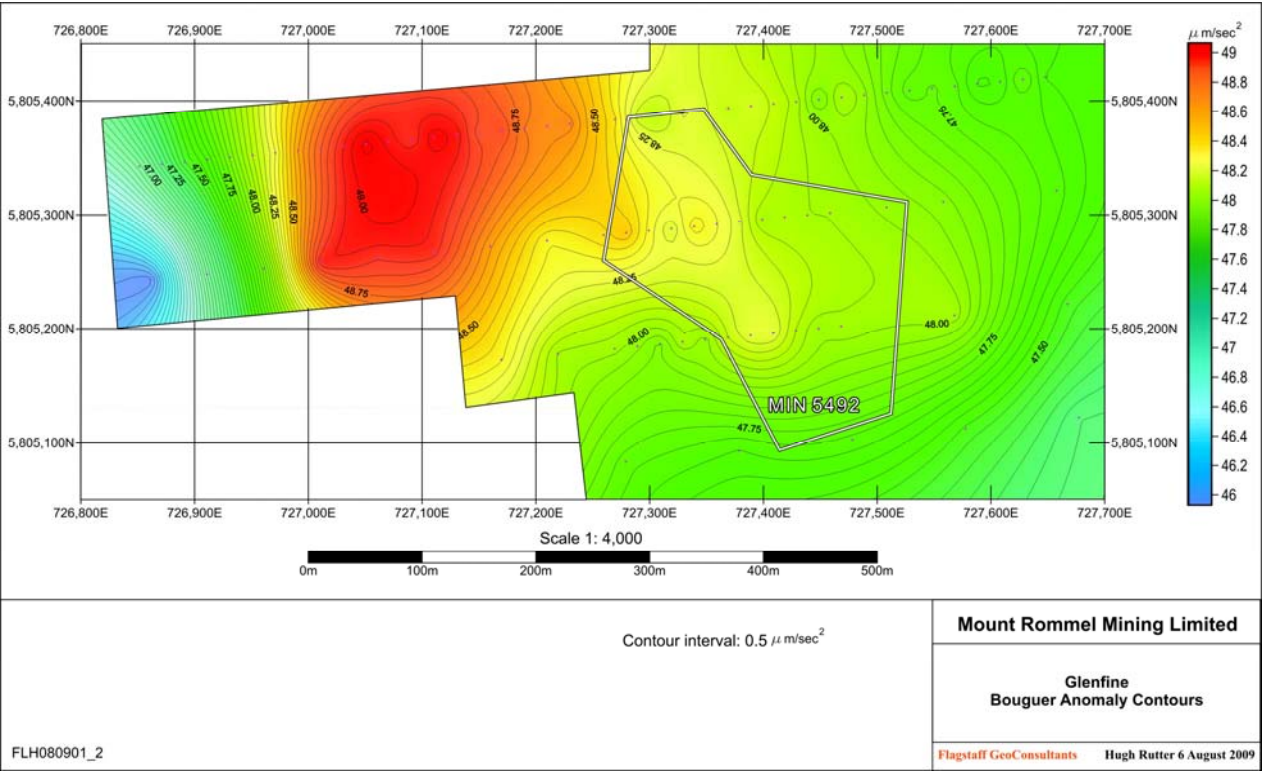 726,800E 726,900E 727,000E 727,100E 727,200E 727,300E 727,400E 727,500E 727,600E 727,700E
μ m/sec2
49
48.8
48.6
48.4
48.2
48
47.8
47.6
47.4
47.2
47
46.8
46.6
46.4
46.2
46
5,805,400N 5,805,400N
5,805,300N 5,805,300N
5,805,200N 5,805,200N
5,805,100N 5,805,100N
47.00 47.25 47.50 47.75 48.00 48.25 48.50
49.00
48.75
48.75
48.50
48.50
48.25
48.00
47.75
48.25
48.00
48.00
47.75
47.50
47.75
MIN 5492
726,800E 726,900E 727,000E 727,100E 727,200E 727,300E 727,400E 727,500E 727,600E 727,700E
Scale 1: 4,000
0m 100m 200m 300m 400m 500m
Contour interval: 0.5 μ m/sec2
Mount Rommel Mining Limited
Glenfine
Bouguer Anomaly Contours
FLH080901_2
Flagstaff GeoConsultants Hugh Rutter 6 August 2009